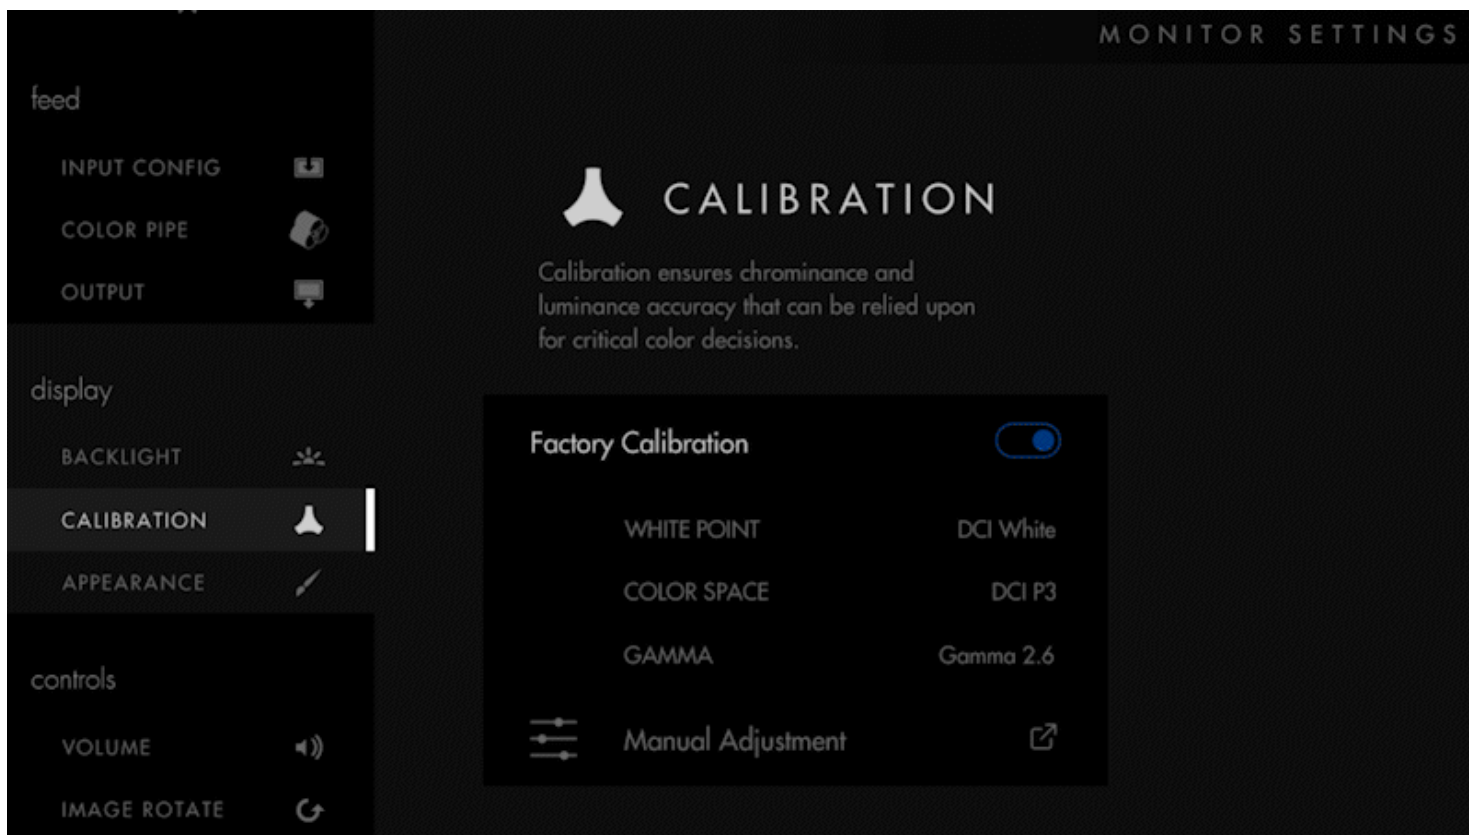 MONITOR SETTINGS
feed
INPUT CONFIG
COLOR PIPE
OUTPUT
display
BACKLIGHT
CALIBRATION
APPEARANCE
controls
VOLUME
IMAGE ROTATE
CALIBRATION
Calibration ensures chrominance and
luminance accuracy that can be relied upon
for critical color decisions.
Factory Calibration
WHITE POINT DCI White
COLOR SPACE DCI P3
GAMMA Gamma 2.6
Manual Adjustment